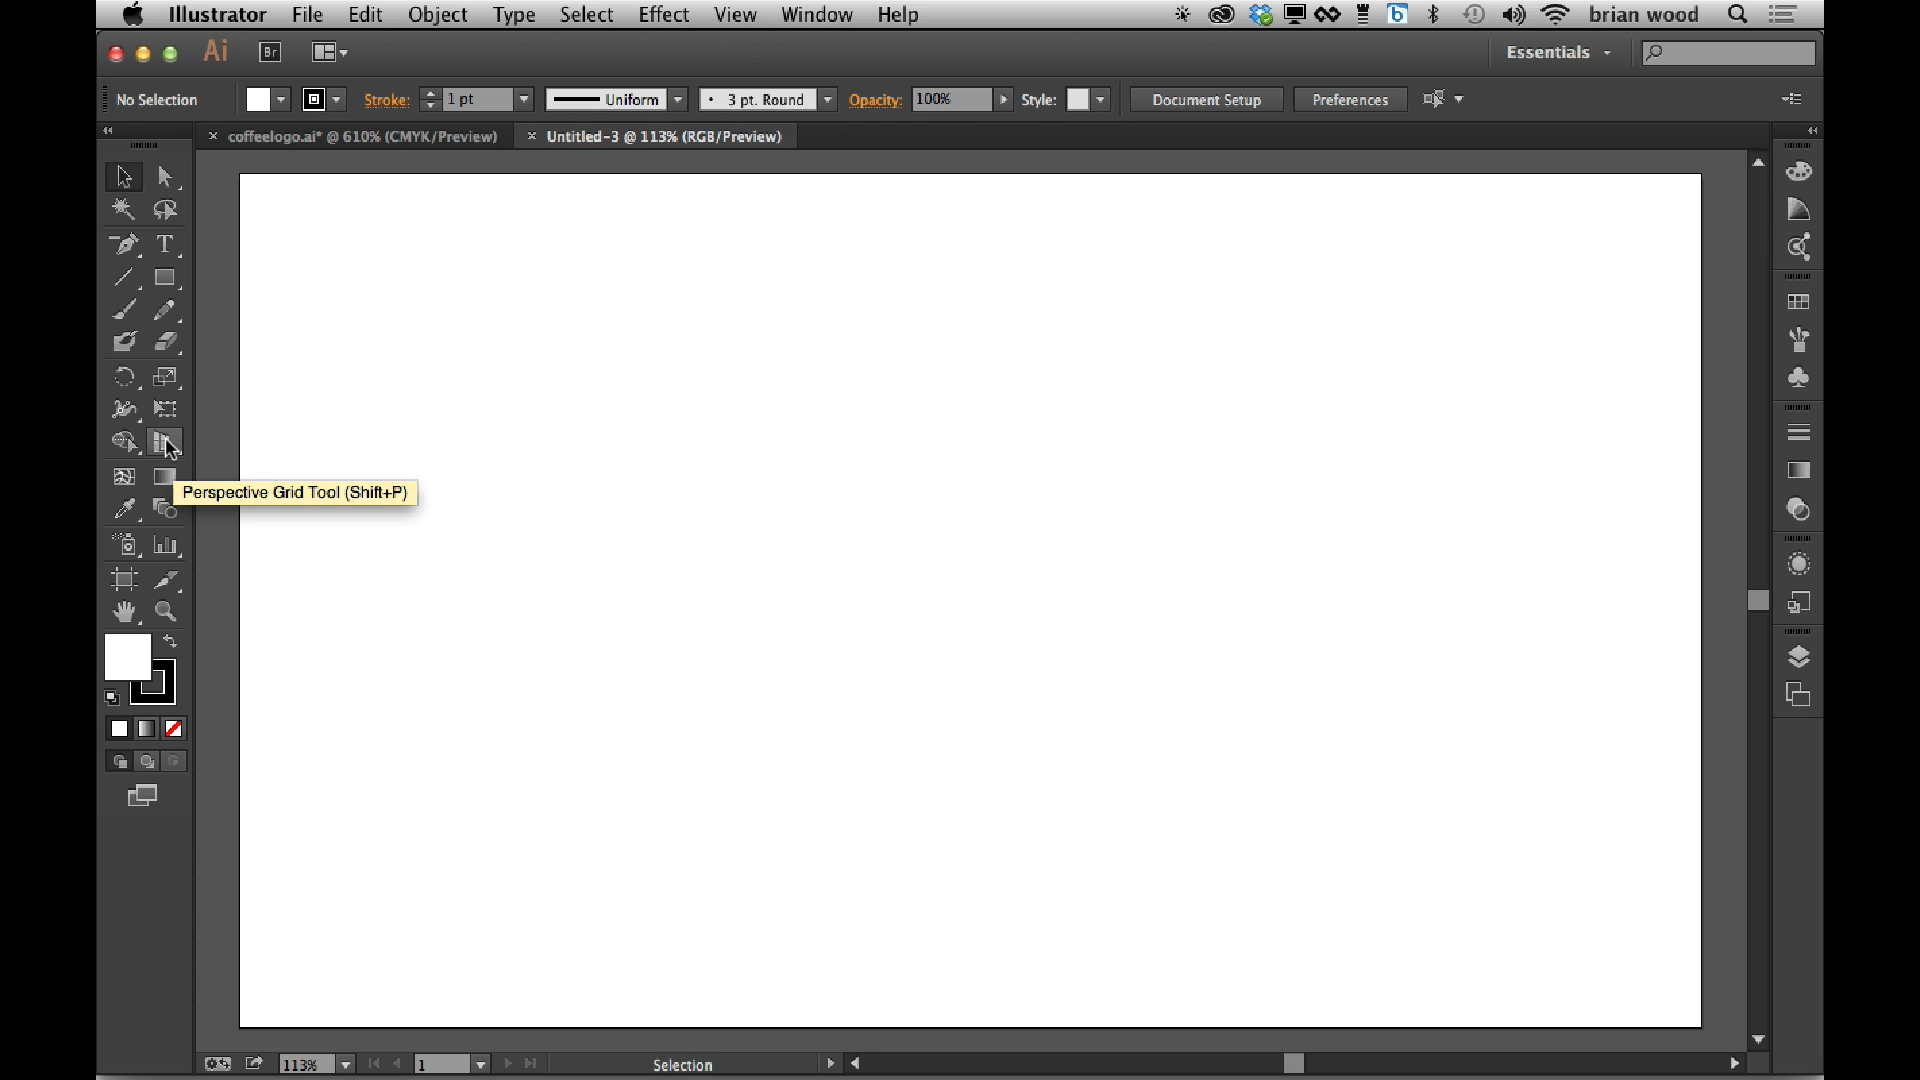 Illustrator File Edit Object Type Select Effect View Window Help brian wood
Ai Br Essentials
No Selection Stroke: 1 pt Uniform 3 pt. Round Opacity: 100% Style: Document Setup Preferences
coffeelogo.ai* @ 610% (CMYK/Preview) Untitled-3 @ 113% (RGB/Preview)
Perspective Grid Tool (Shift+P)
113% 1 Selection